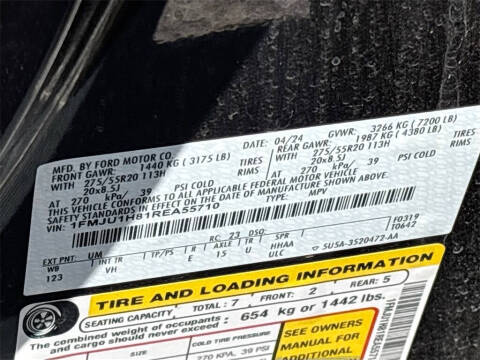 MFD. BY FORD MOTOR CO.
DATE: 04/24 GVWR: 3266 KG (7200 LB)
FRONT GAWR: 1440 KG (3175 LB) REAR GAWR: 1987 KG (4380 LB)
WITH 275/55R20 113H TIRES WITH 275/55R20 113H TIRES
20x8.5J RIMS 20x8.5J RIMS
AT 270 kPa/ 39 PSI COLD AT 270 kPa/ 39 PSI COLD
THIS VEHICLE CONFORMS TO ALL APPLICABLE FEDERAL MOTOR VEHICLE
SAFETY STANDARDS IN EFFECT ON THE DATE OF MANUFACTURE SHOWN ABOVE.
VIN: 1FMJU1H81REA55710 TYPE: MPV
F0319
T0642
EXT PNT: UM RC: 23 DSO:
WB INT TR TP/PS R AXLE TR SPR
123 VH E 15 U HHAA
ULC 5U5A-3520472-AA
TIRE AND LOADING INFORMATION
SEATING CAPACITY TOTAL: 7 FRONT: 2 REAR: 5
The combined weight of occupants
should never exceed: 654 kg or 1442 lbs.
COLD TIRE PRESSURE
270 KPA, 39 PSI
SEE OWNERS
MANUAL FOR
ADDITIONAL